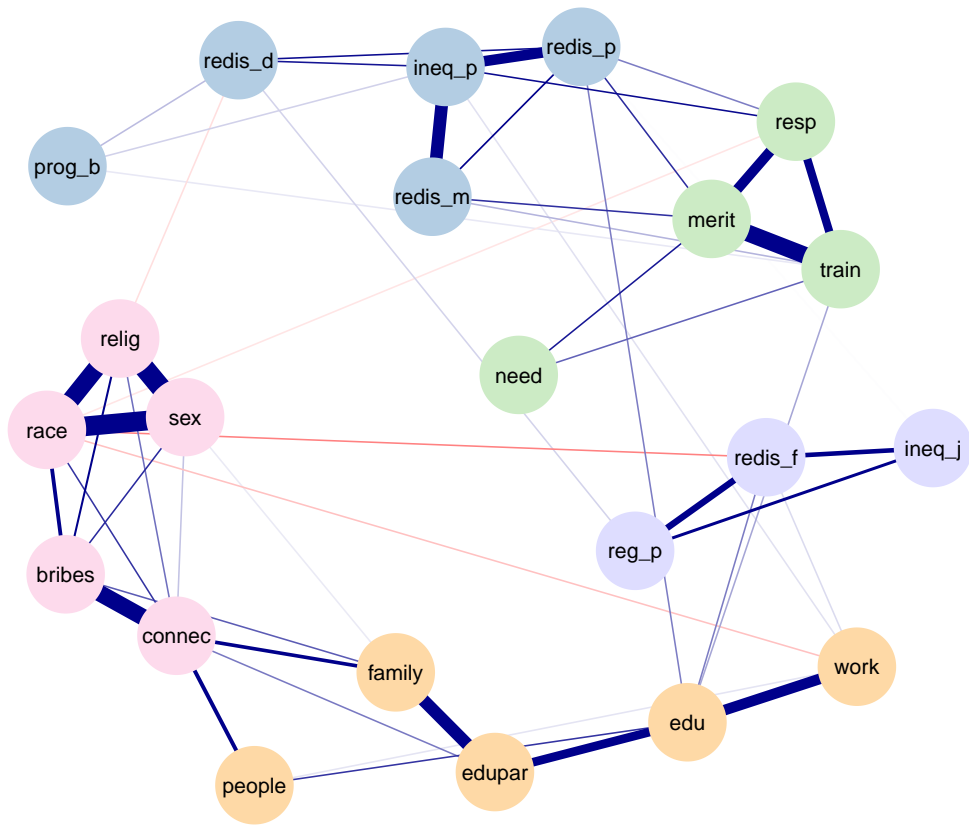 redis_p
redis_d
ineq_p
resp
prog_b
redis_m
merit
train
relig
need
sex
race
redis_f
ineq_j
reg_p
bribes
connec
family
work
edu
edupar
people